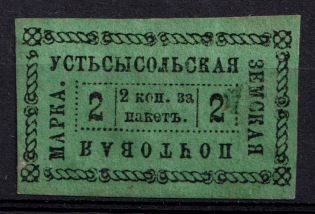 УСТЬСЫСОЛЬСКАЯ
ЗЕМСКАЯ
ПОЧТОВАЯ
МАРКА.
2
2 коп. за
пакетъ.
2